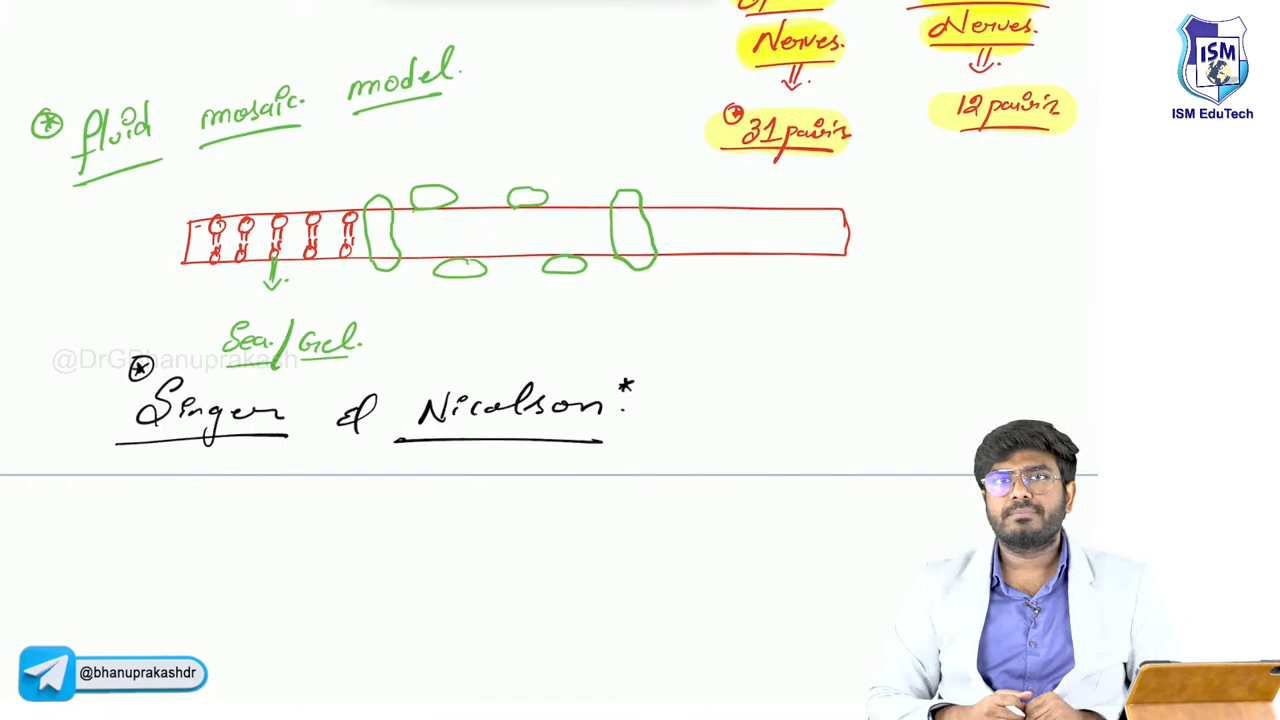 Nerves.
Nerves.
⇓
⇓
* 31 pairs
12 pairs
ISM
ISM EduTech
* fluid mosaic model.
Sea/Gel.
@DrGBhanuprakash
* Singer & Nicolson.*
@bhanuprakashdr